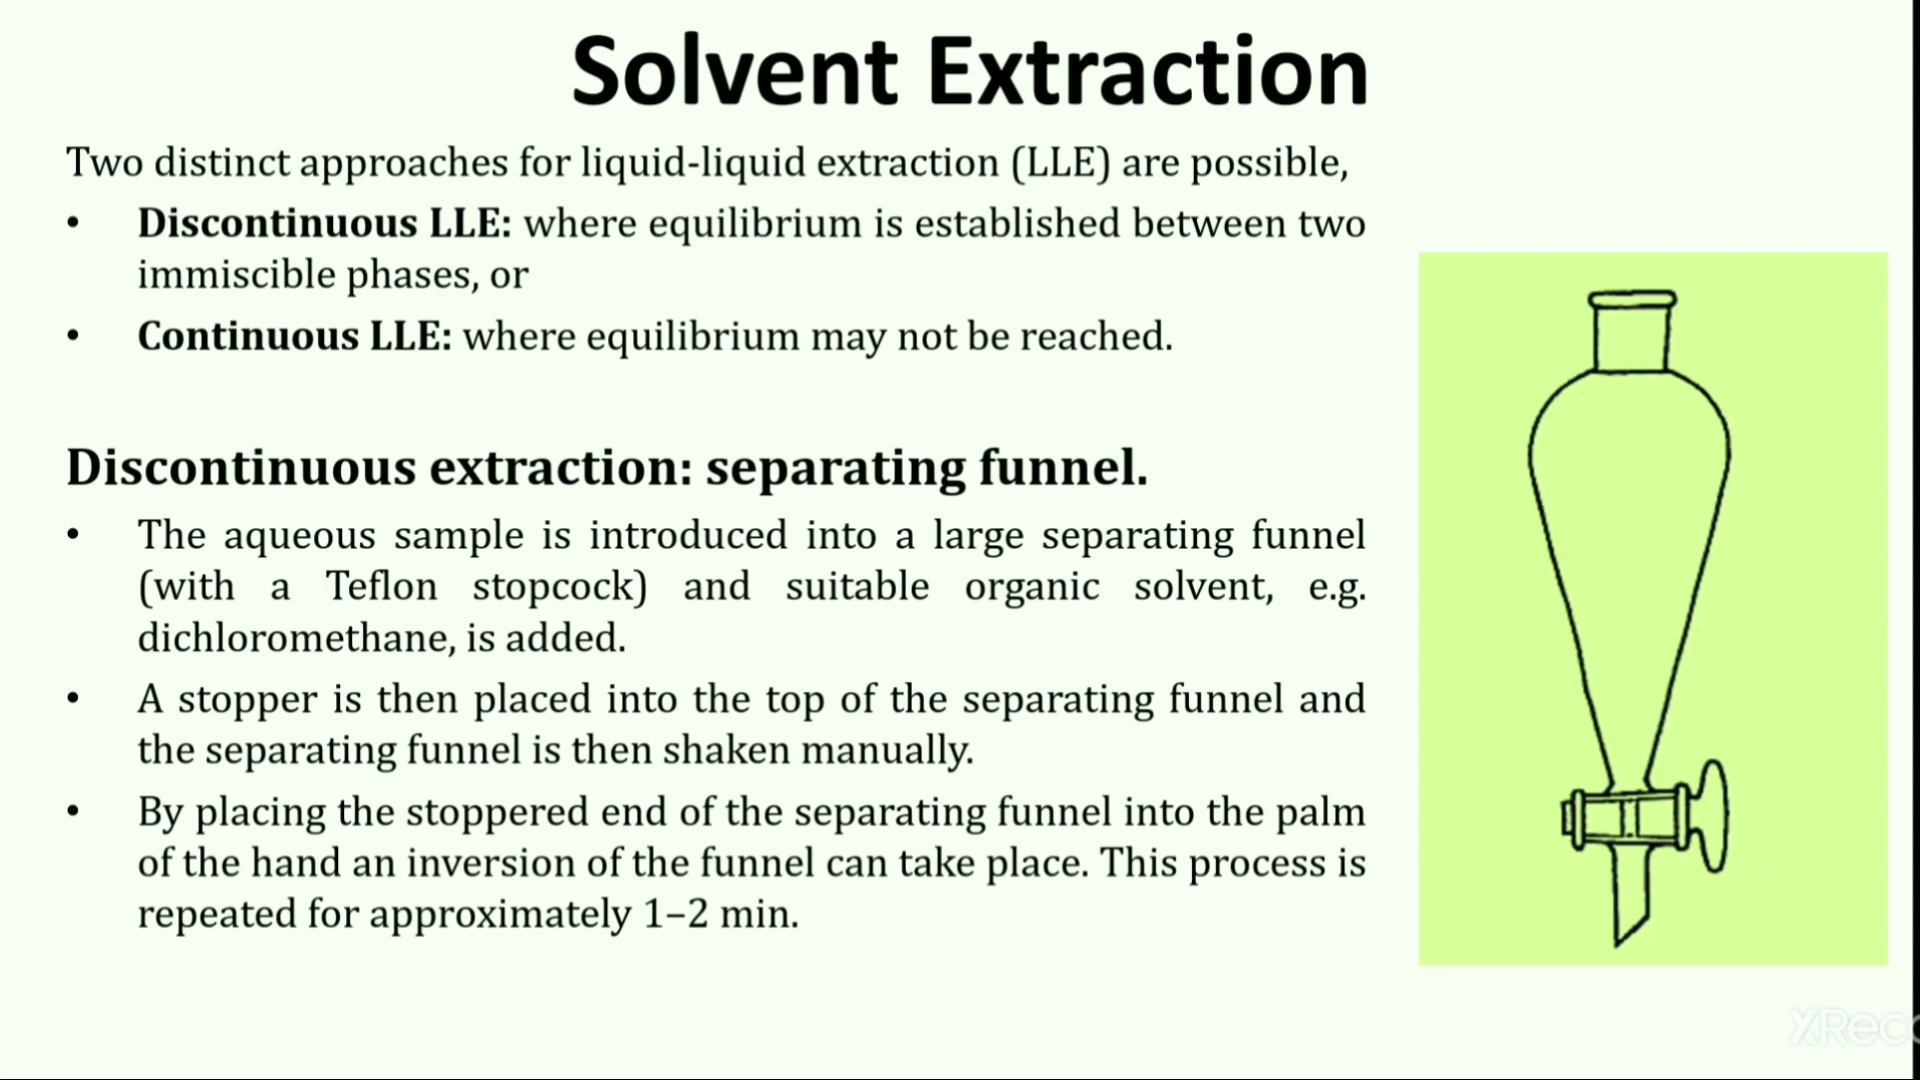 Solvent Extraction
Two distinct approaches for liquid-liquid extraction (LLE) are possible,
• Discontinuous LLE: where equilibrium is established between two
immiscible phases, or
• Continuous LLE: where equilibrium may not be reached.
Discontinuous extraction: separating funnel.
• The aqueous sample is introduced into a large separating funnel
(with a Teflon stopcock) and suitable organic solvent, e.g.
dichloromethane, is added.
• A stopper is then placed into the top of the separating funnel and
the separating funnel is then shaken manually.
• By placing the stoppered end of the separating funnel into the palm
of the hand an inversion of the funnel can take place. This process is
repeated for approximately 1–2 min.
XRec